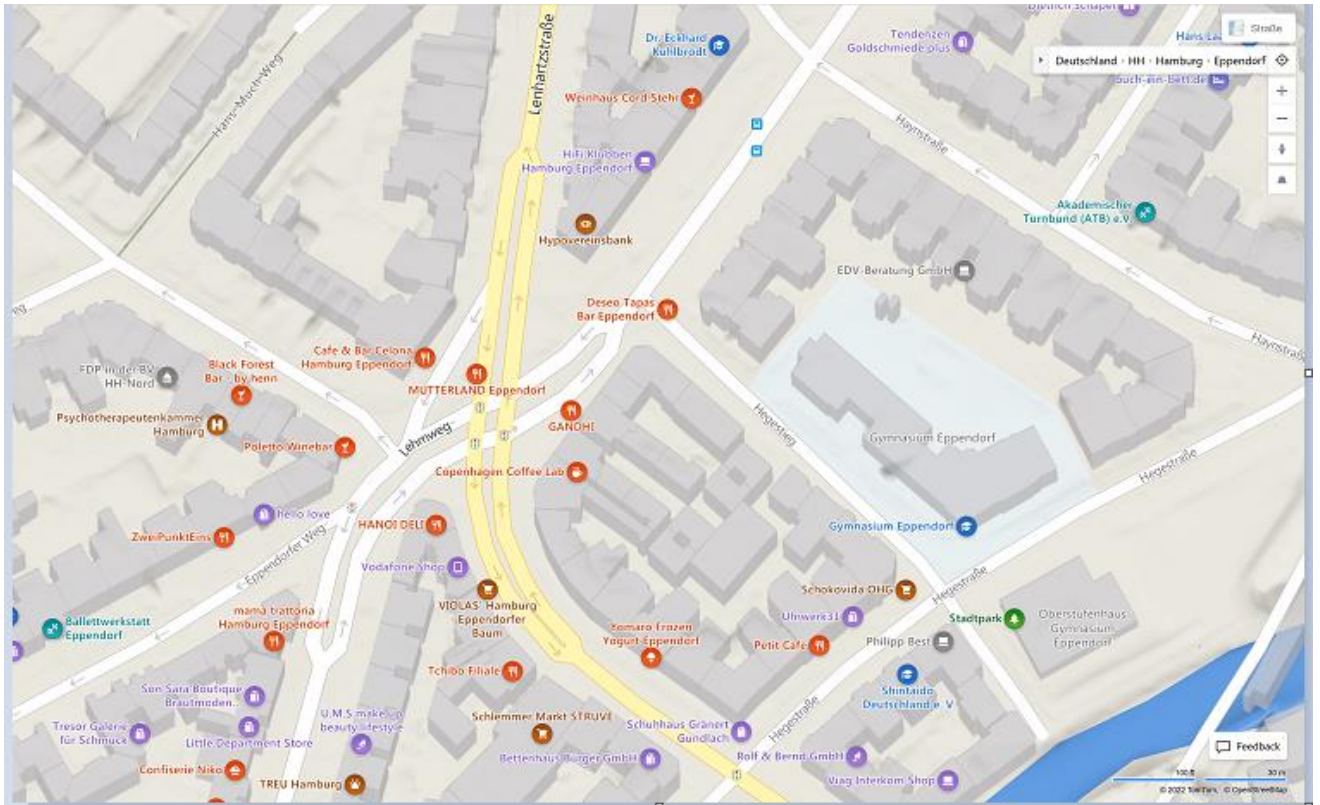 Dietrich Schaper
Straße
Lenhartzstraße
Dr. Eckhard
Kuhlbrodt
Tendenzen
Goldschmiede plus
Deutschland · HH · Hamburg · Eppendorf
Hans-Much-Weg
buch-ein-bett.de
Weinhaus Cord Stehr
Haynstraße
HiFi Klubben
Hamburg Eppendorf
Akademischer
Turnbund (ATB) e.V.
Hypovereinsbank
EDV-Beratung GmbH
Deseo Tapas
Bar Eppendorf
Haynstraße
Cafe & Bar Celona
Hamburg Eppendorf
Black Forest
Bar - by henn
FDP in der BV
HH-Nord
MUTTERLAND Eppendorf
Psychotherapeutenkammer
Hamburg
GANDHI
Hegestieg
Lehmweg
Gymnasium Eppendorf
Poletto Winebar
Copenhagen Coffee Lab
Hegestraße
hello love
HANOI DELI
Gymnasium Eppendorf
ZweiPunktEins
Eppendorfer Weg
Vodafone Shop
Hegestraße
Schokovida OHG
VIOLAS' Hamburg
- Eppendorfer
Baum
mama trattoria
Hamburg Eppendorf
Uhrwerk31
Stadtpark
Oberstufenhaus
Gymnasium
Eppendorf
Ballettwerkstatt
Eppendorf
Yomaro Frozen
Yogurt Eppendorf
Petit Café
Philipp Best
Tchibo Filiale
Shintaido
Deutschland e. V
Son Sara Boutique
Brautmoden..
Hegestraße
Schlemmer Markt STRUVE
U.M.S make up
beauty lifestyle
Schuhhaus Gränert
Gundlach
Tresor Galerie
für Schmuck
Little Department Store
Feedback
Bettenhaus Burger GmbH
Rolf & Bernd GmbH
Confiserie Niko
Viag Interkom Shop
TREU Hamburg
100 ft
30 m
© 2022 TomTom, © OpenStreetMap